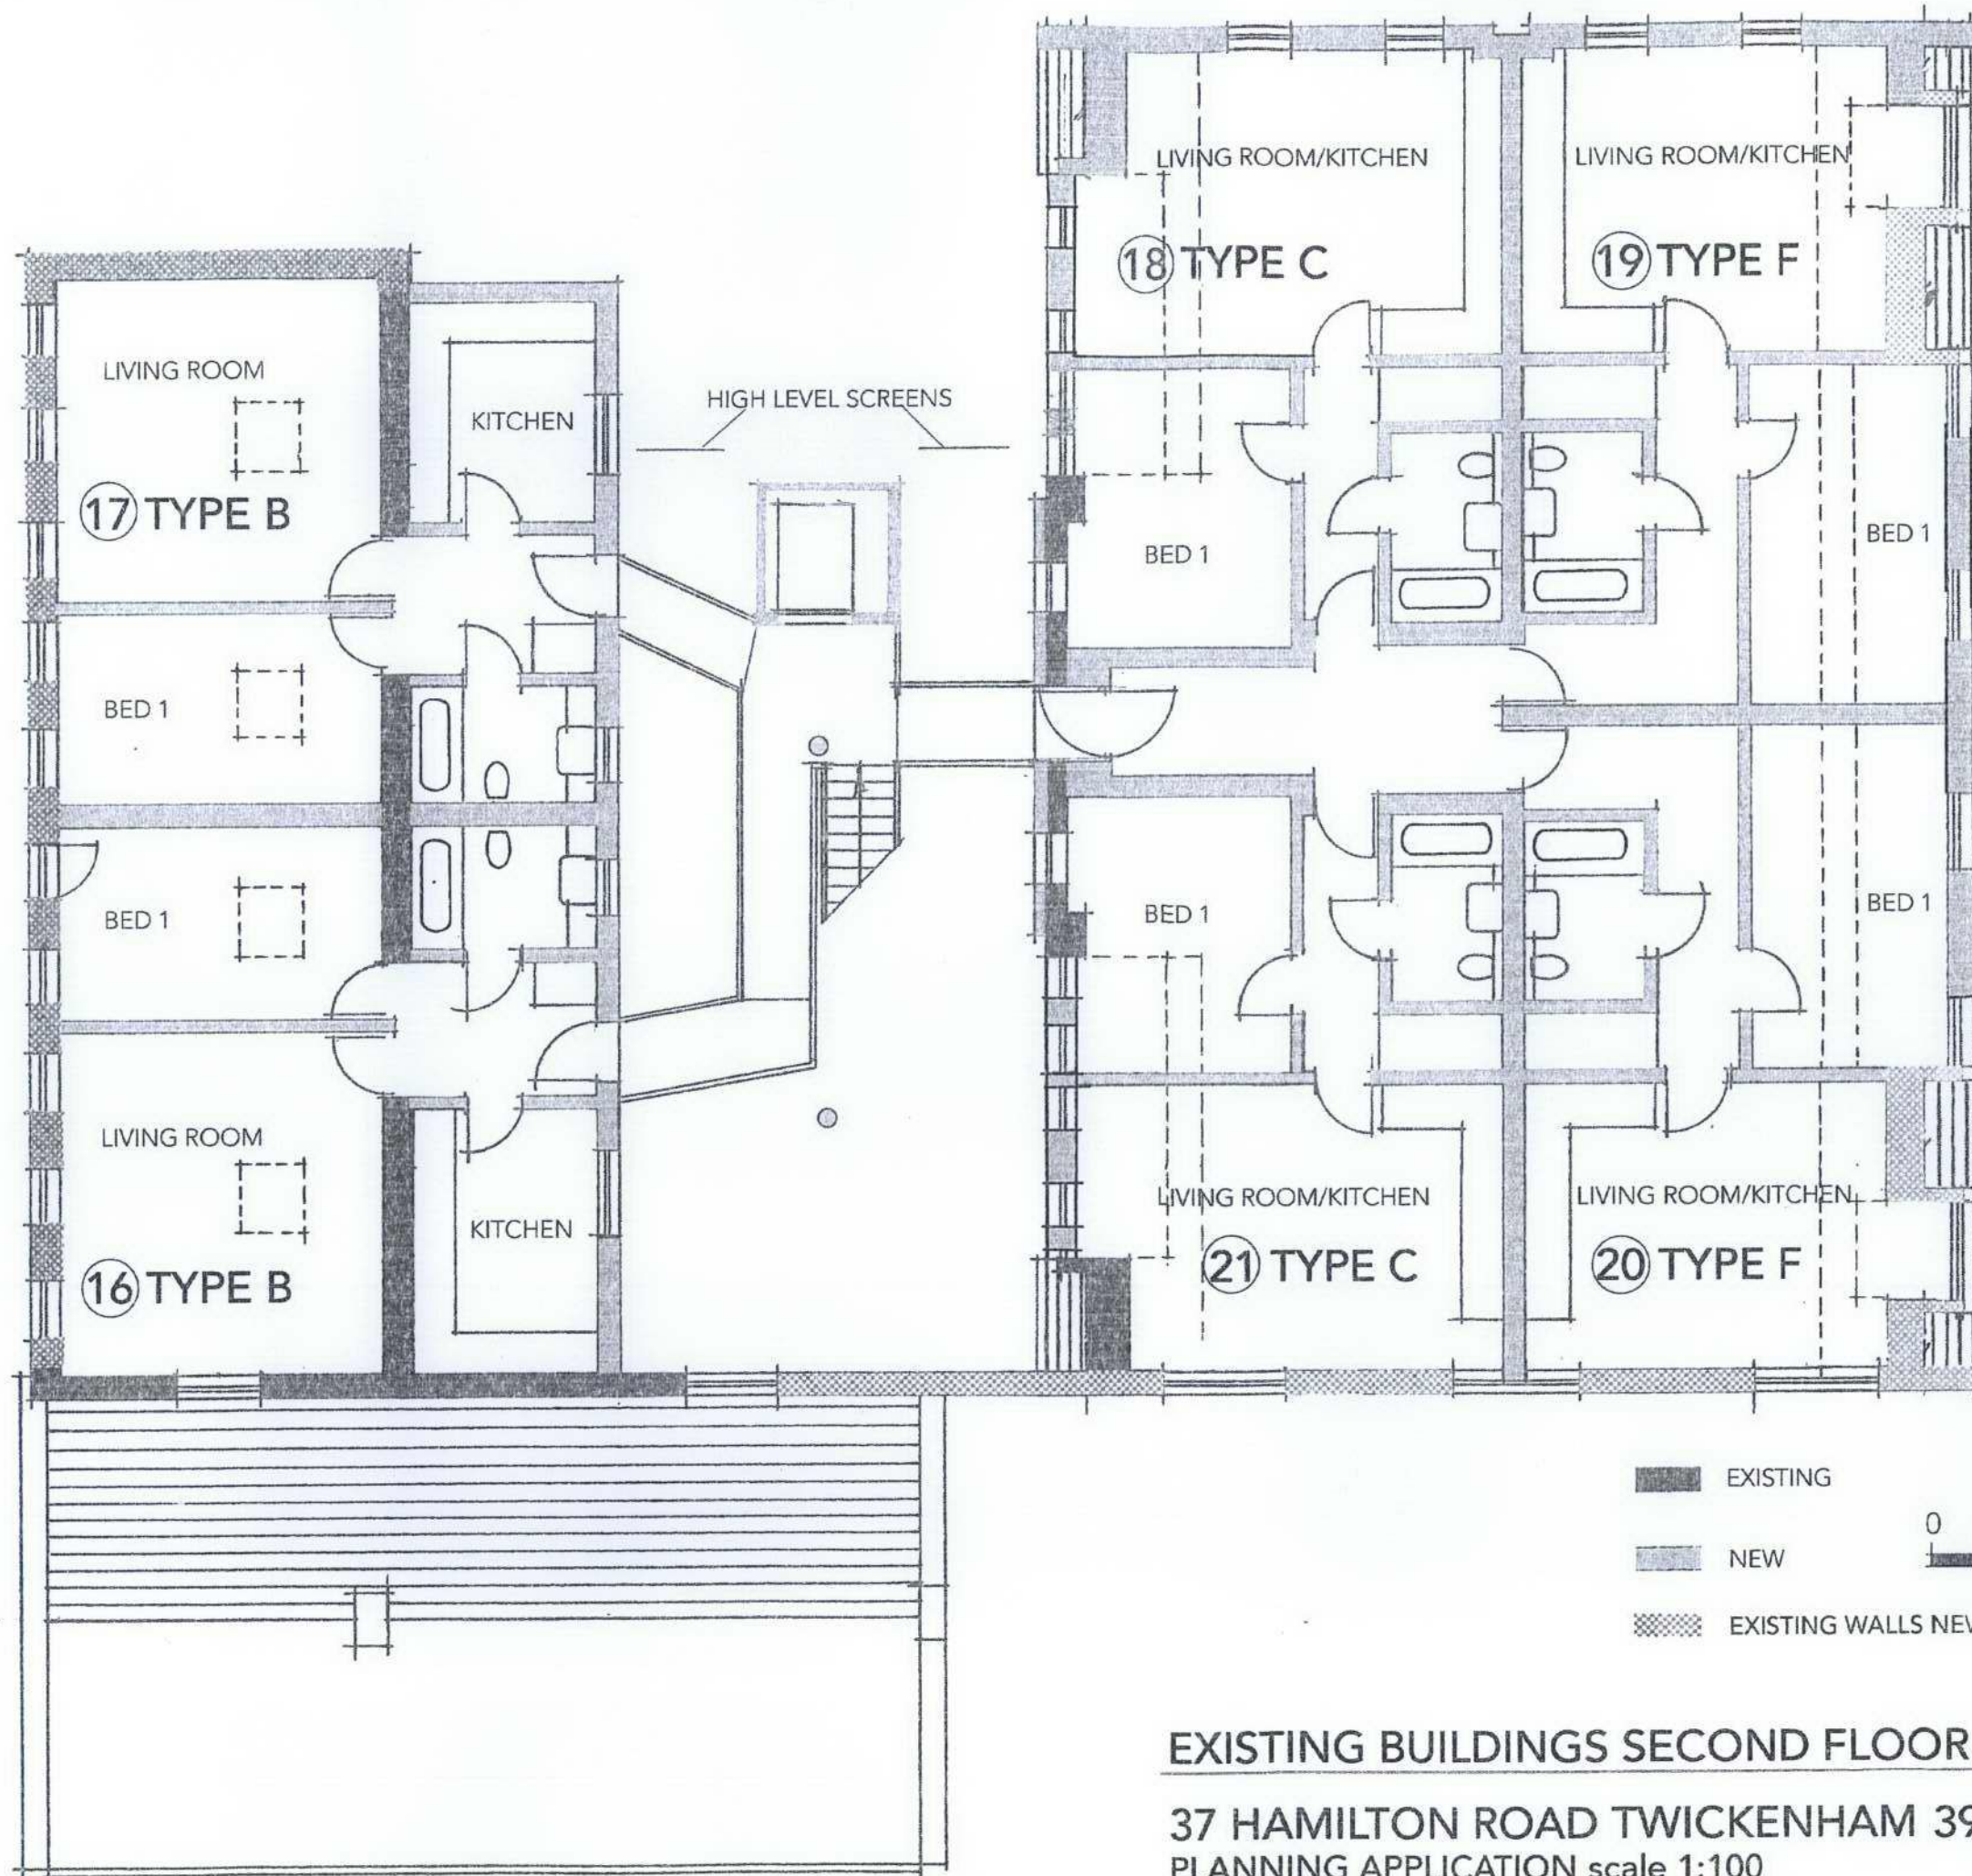 LIVING ROOM/KITCHEN
LIVING ROOM/KITCHEN
18 TYPE C
19 TYPE F
LIVING ROOM
KITCHEN
HIGH LEVEL SCREENS
17 TYPE B
BED 1
BED 1
BED 1
BED 1
BED 1
BED 1
LIVING ROOM
KITCHEN
LIVING ROOM/KITCHEN
LIVING ROOM/KITCHEN
16 TYPE B
21 TYPE C
20 TYPE F
EXISTING
0
NEW
EXISTING WALLS NEW
EXISTING BUILDINGS SECOND FLOOR
37 HAMILTON ROAD TWICKENHAM 39
PLANNING APPLICATION scale 1:100